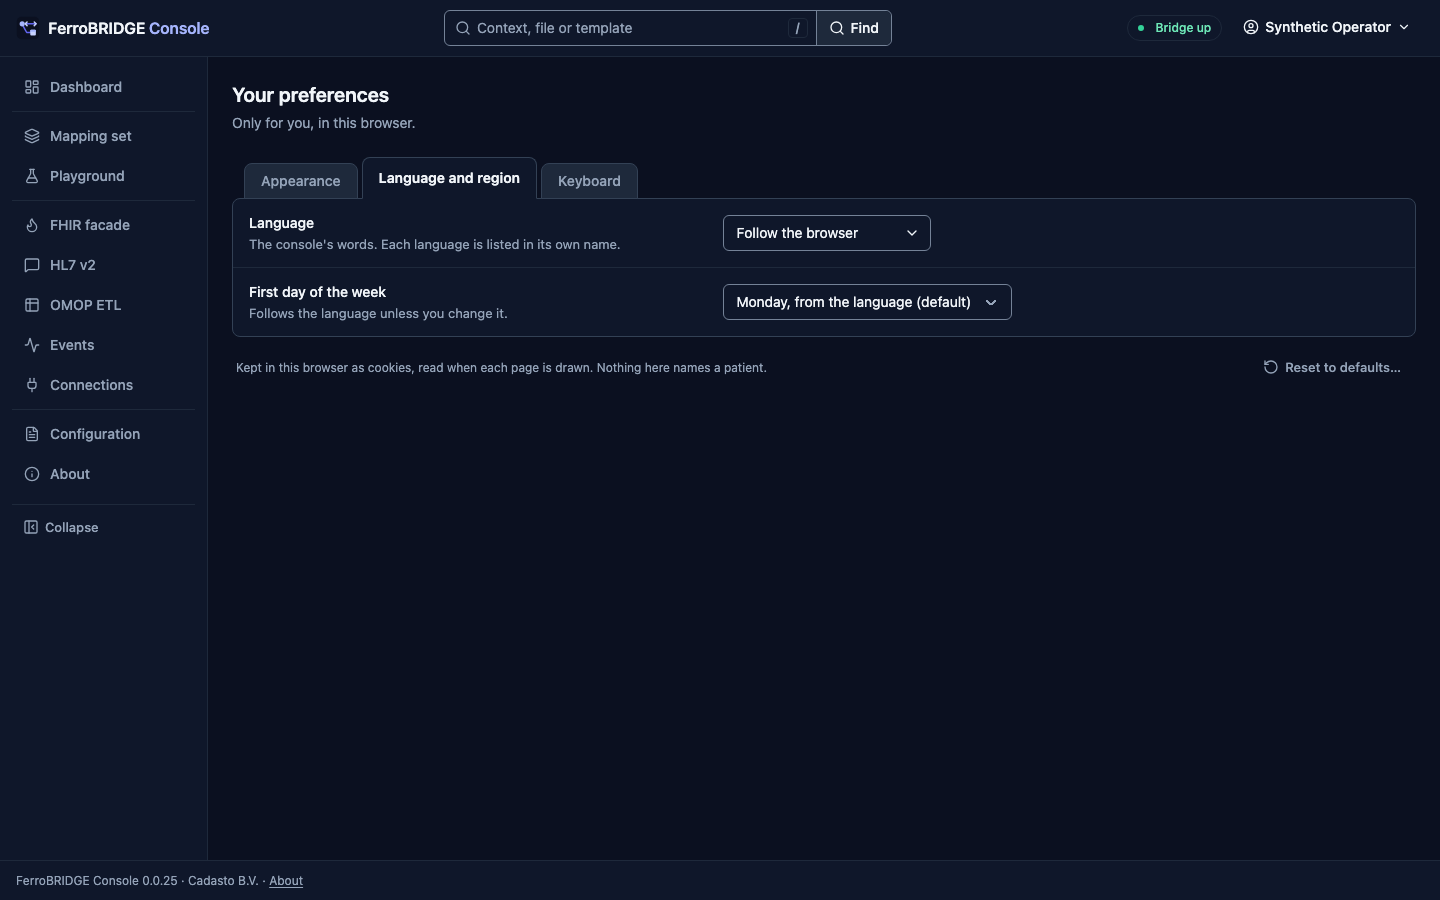 FerroBRIDGE Console
Context, file or template
/
Find
Bridge up
Synthetic Operator
Dashboard
Mapping set
Playground
FHIR facade
HL7 v2
OMOP ETL
Events
Connections
Configuration
About
Collapse
Your preferences
Only for you, in this browser.
Appearance
Language and region
Keyboard
Language
The console's words. Each language is listed in its own name.
Follow the browser
First day of the week
Follows the language unless you change it.
Monday, from the language (default)
Kept in this browser as cookies, read when each page is drawn. Nothing here names a patient.
Reset to defaults...
FerroBRIDGE Console 0.0.25 · Cadasto B.V. · About